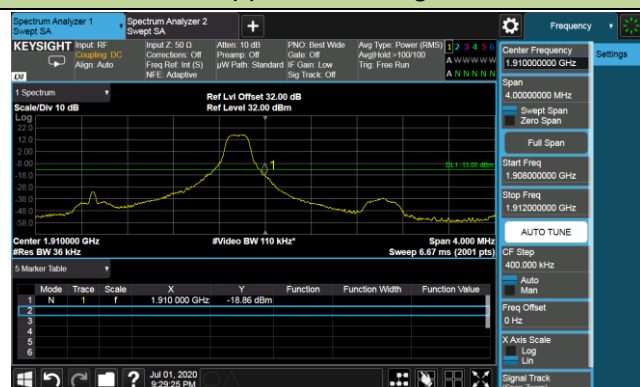 Spectrum Analyzer 1
Swept SA
Spectrum Analyzer 2
Swept SA
Frequency
KEYSIGHT
Input: RF
Coupling: DC
Align: Auto
Input Z: 50 Ω
Corrections: Off
Freq Ref: Int (S)
NFE: Adaptive
Atten: 10 dB
Preamp: Off
µW Path: Standard
PNO: Best Wide
Gate: Off
IF Gain: Low
Sig Track: Off
Avg Type: Power (RMS)
Avg|Hold:>100/100
Trig: Free Run
1 2 3 4 5 6
A W W W W W
A N N N N N
LXI
Center Frequency
1.910000000 GHz
Settings
Span
4.00000000 MHz
Swept Span
Zero Span
Full Span
Start Freq
1.908000000 GHz
Stop Freq
1.912000000 GHz
AUTO TUNE
CF Step
400.000 kHz
Auto
Man
Freq Offset
0 Hz
X Axis Scale
Log
Lin
Signal Track
1 Spectrum
Scale/Div 10 dB
Ref Lvl Offset 32.00 dB
Ref Level 32.00 dBm
Log
22.0
12.0
2.00
-8.00
-18.0
-28.0
-38.0
-48.0
-58.0
1
DL1 -13.00 dBm
Center 1.910000 GHz
#Res BW 36 kHz
#Video BW 110 kHz*
Span 4.000 MHz
Sweep 6.67 ms (2001 pts)
5 Marker Table
Mode Trace Scale X Y Function Function Width Function Value
1 N 1 f 1.910 000 GHz -18.86 dBm
2
3
4
5
6
?
Jul 01, 2020
9:29:25 PM